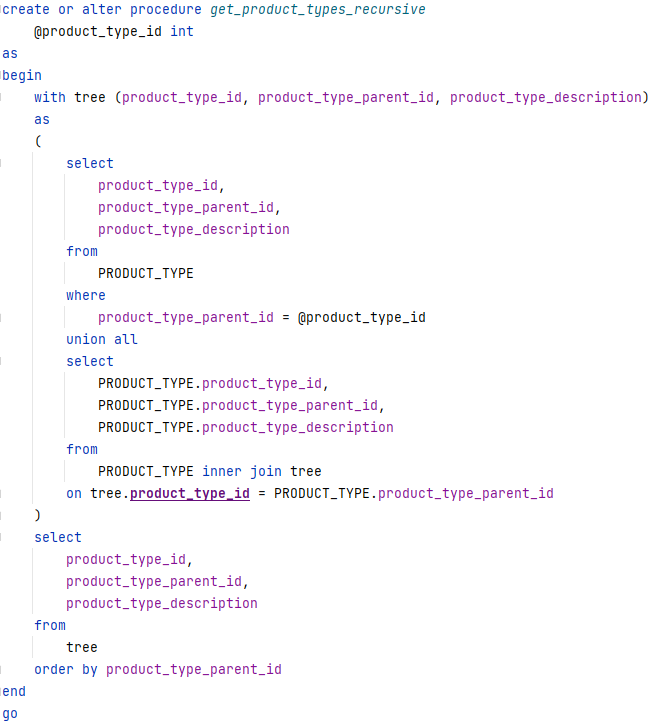 create or alter procedure get_product_types_recursive
    @product_type_id int
as
begin
    with tree (product_type_id, product_type_parent_id, product_type_description)
    as
    (
        select
            product_type_id,
            product_type_parent_id,
            product_type_description
        from
            PRODUCT_TYPE
        where
            product_type_parent_id = @product_type_id
        union all
        select
            PRODUCT_TYPE.product_type_id,
            PRODUCT_TYPE.product_type_parent_id,
            PRODUCT_TYPE.product_type_description
        from
            PRODUCT_TYPE inner join tree
        on tree.product_type_id = PRODUCT_TYPE.product_type_parent_id
    )
    select
        product_type_id,
        product_type_parent_id,
        product_type_description
    from
        tree
    order by product_type_parent_id
end
go